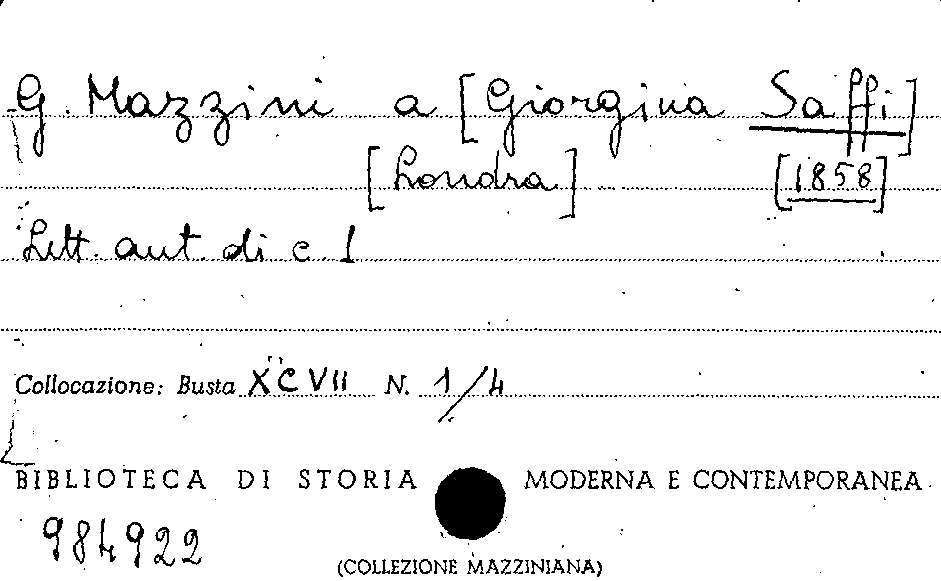 G. Mazzini a [Giorgina Saffi]
[Londra] [1858]
Lett. aut. di c. 1
Collocazione: Busta XCVII N. 1/4
BIBLIOTECA DI STORIA MODERNA E CONTEMPORANEA
984922
(COLLEZIONE MAZZINIANA)